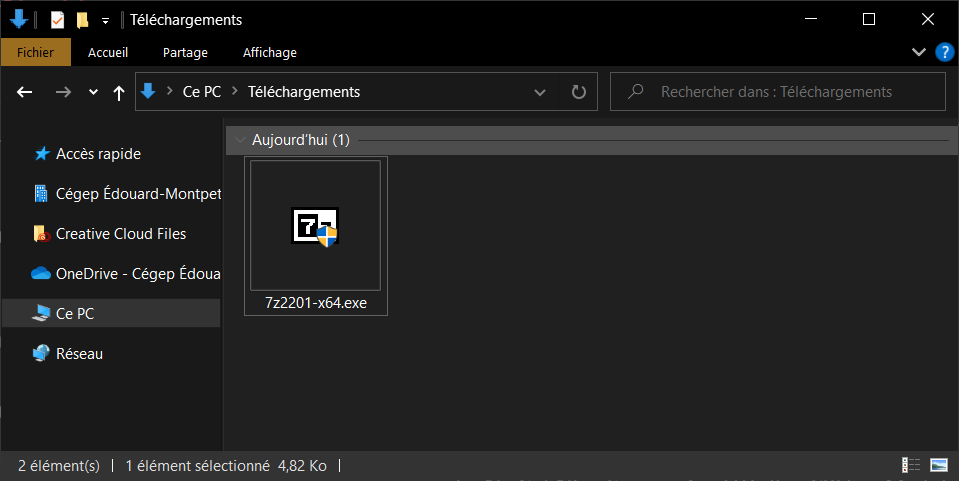 Téléchargements
Fichier Accueil Partage Affichage
Ce PC Téléchargements Rechercher dans : Téléchargements
Accès rapide
Cégep Édouard-Montpet
Creative Cloud Files
OneDrive - Cégep Édoua
Ce PC
Réseau
Aujourd'hui (1)
7z
7z2201-x64.exe
2 élément(s) 1 élément sélectionné 4,82 Ko